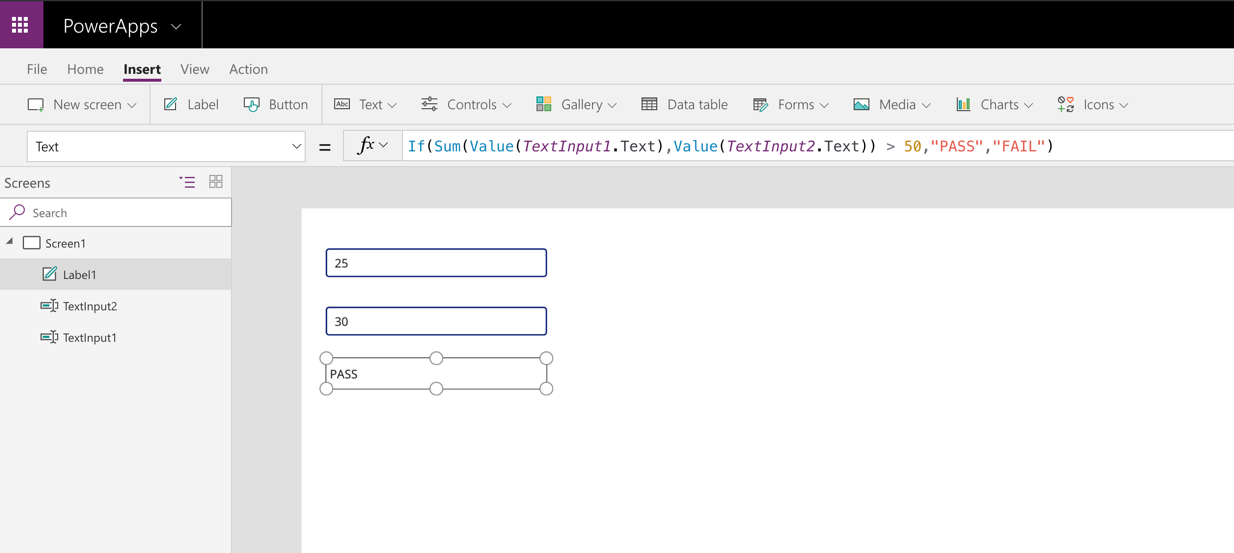 PowerApps
File Home Insert View Action
New screen Label Button Abc Text Controls Gallery Data table Forms Media Charts Icons
Text = fx If(Sum(Value(TextInput1.Text),Value(TextInput2.Text)) > 50,"PASS","FAIL")
Screens
Search
Screen1
Label1
TextInput2
TextInput1
25
30
PASS